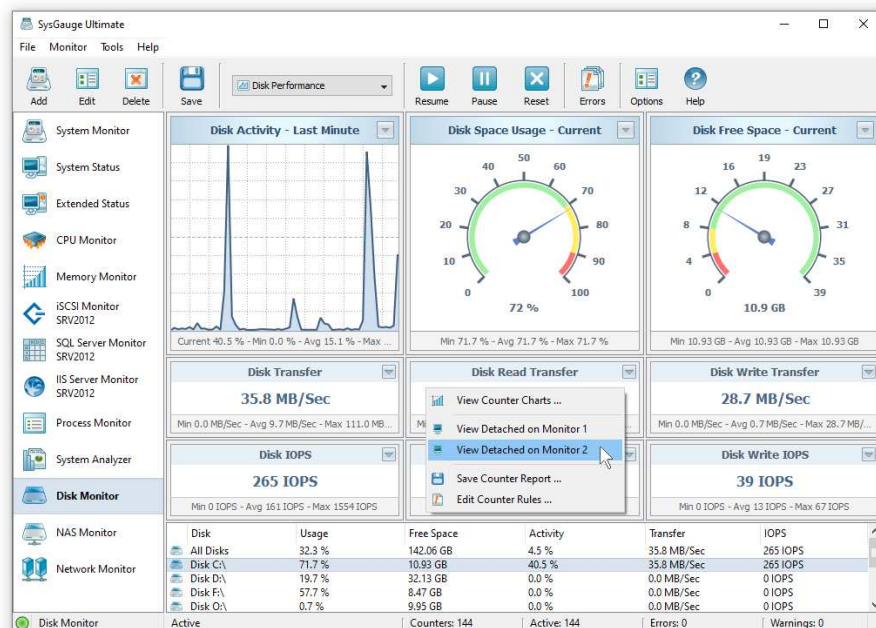 SysGauge Ultimate
File Monitor Tools Help
Disk Performance
Add Edit Delete Save Resume Pause Reset Errors Options Help
System Monitor
System Status
Extended Status
CPU Monitor
Memory Monitor
iSCSI Monitor
SRV2012
SQL Server Monitor
SRV2012
IIS Server Monitor
SRV2012
Process Monitor
System Analyzer
Disk Monitor
NAS Monitor
Network Monitor
Disk Activity - Last Minute
Current 40.5 % - Min 0.0 % - Avg 15.1 % - Max ...
Disk Space Usage - Current
0 10 20 30 40 50 60 70 80 90 100
72 %
Min 71.7 % - Avg 71.7 % - Max 71.7 %
Disk Free Space - Current
0 4 8 12 16 19 23 27 31 35 39
10.9 GB
Min 10.93 GB - Avg 10.93 GB - Max 10.93 GB
Disk Transfer
35.8 MB/Sec
Min 0.0 MB/Sec - Avg 9.7 MB/Sec - Max 111.0 MB...
Disk Read Transfer
Disk Write Transfer
28.7 MB/Sec
Min 0.0 MB/Sec - Avg 0.7 MB/Sec - Max 28.7 MB/...
View Counter Charts ...
View Detached on Monitor 1
View Detached on Monitor 2
Save Counter Report ...
Edit Counter Rules ...
Disk IOPS
265 IOPS
Min 0 IOPS - Avg 161 IOPS - Max 1554 IOPS
Disk Write IOPS
39 IOPS
Min 0 IOPS - Avg 13 IOPS - Max 67 IOPS
Disk Usage Free Space Activity Transfer IOPS
All Disks 32.3 % 142.06 GB 4.5 % 35.8 MB/Sec 265 IOPS
Disk C:\ 71.7 % 10.93 GB 40.5 % 35.8 MB/Sec 265 IOPS
Disk D:\ 19.7 % 32.13 GB 0.0 % 0.0 MB/Sec 0 IOPS
Disk F:\ 57.7 % 8.47 GB 0.0 % 0.0 MB/Sec 0 IOPS
Disk O:\ 0.7 % 9.95 GB 0.0 % 0.0 MB/Sec 0 IOPS
Disk Monitor Active Counters: 144 Active: 144 Errors: 0 Warnings: 0